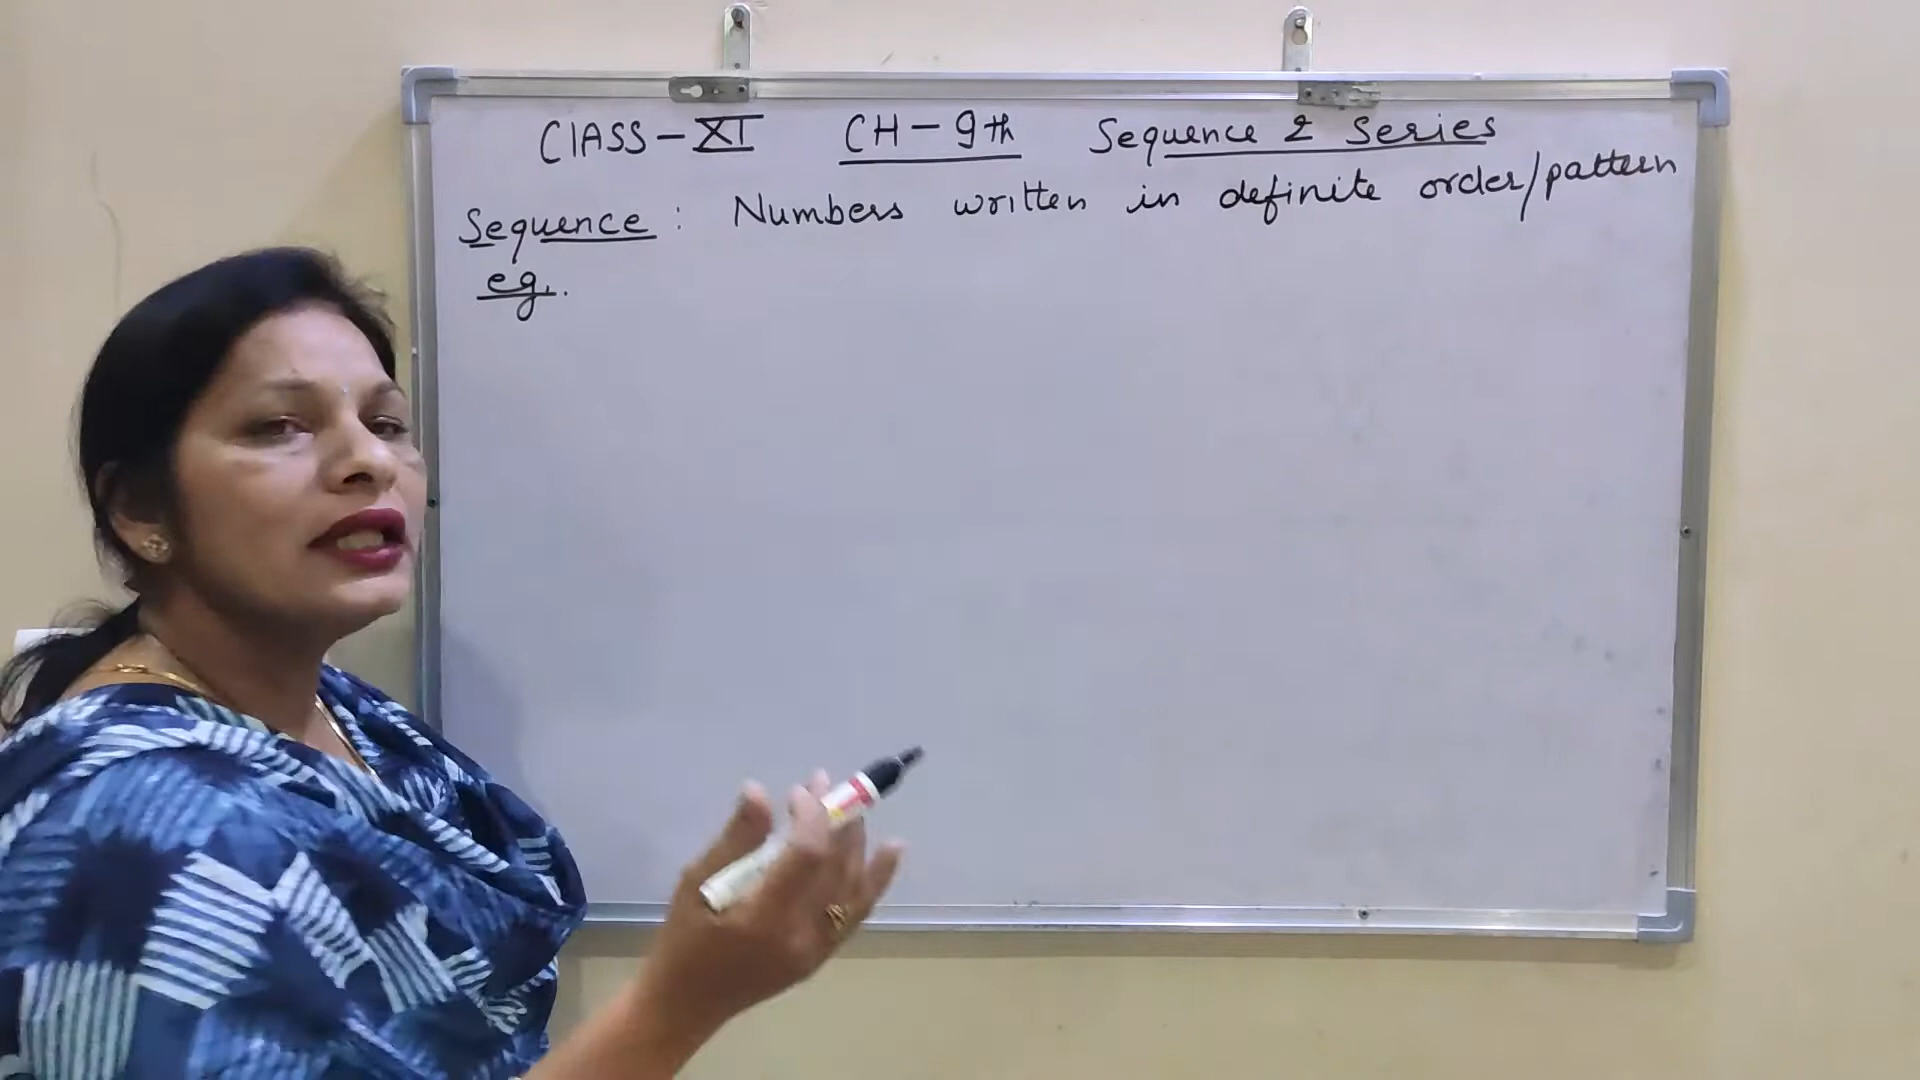 CLASS-XI CH-9th Sequence & Series
Sequence : Numbers written in definite order/pattern
eg.